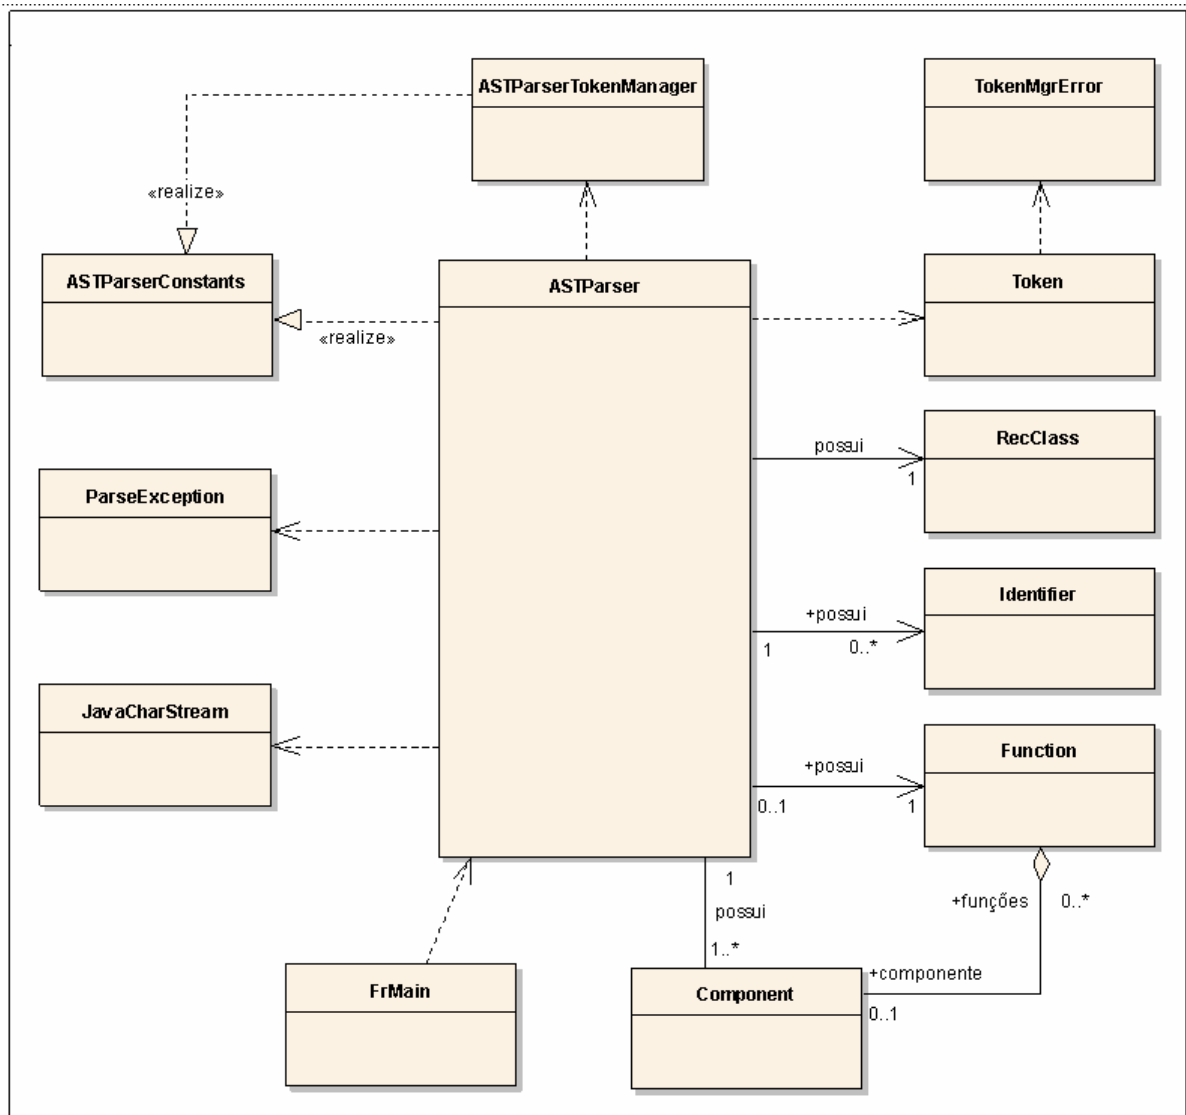 ASTParserTokenManager
TokenMgrError
«realize»
ASTParserConstants
ASTParser
Token
«realize»
RecClass
possui
1
ParseException
Identifier
+possui
1
0..*
JavaCharStream
Function
+possui
0..1
1
1
+funções
0..*
possui
1..*
FrMain
Component
+componente
0..1